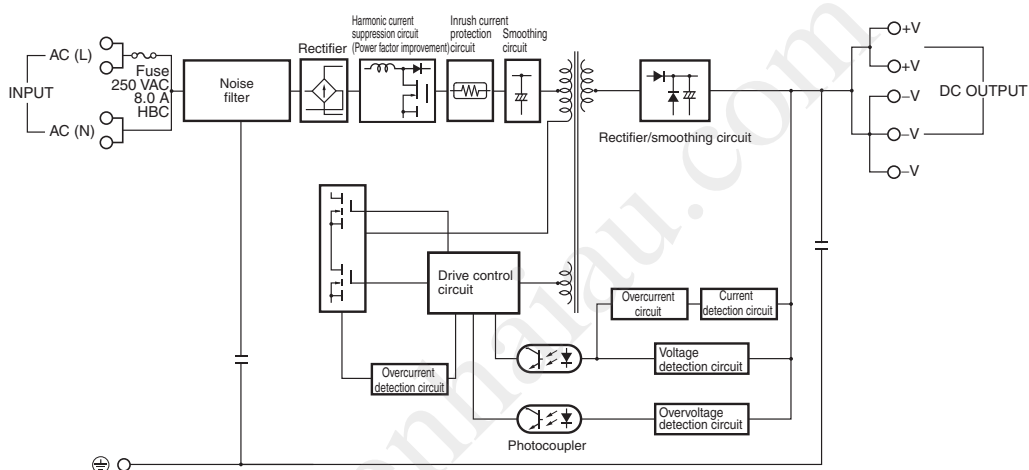 INPUT
AC (L)
AC (N)
Fuse
250 VAC
8.0 A
HBC
Noise
filter
Rectifier
Harmonic current
suppression circuit
(Power factor improvement)
Inrush current
protection
circuit
Smoothing
circuit
Rectifier/smoothing circuit
+V
+V
−V
−V
−V
DC OUTPUT
Drive control
circuit
Overcurrent
detection circuit
Overcurrent
circuit
Current
detection circuit
Voltage
detection circuit
Overvoltage
detection circuit
Photocoupler